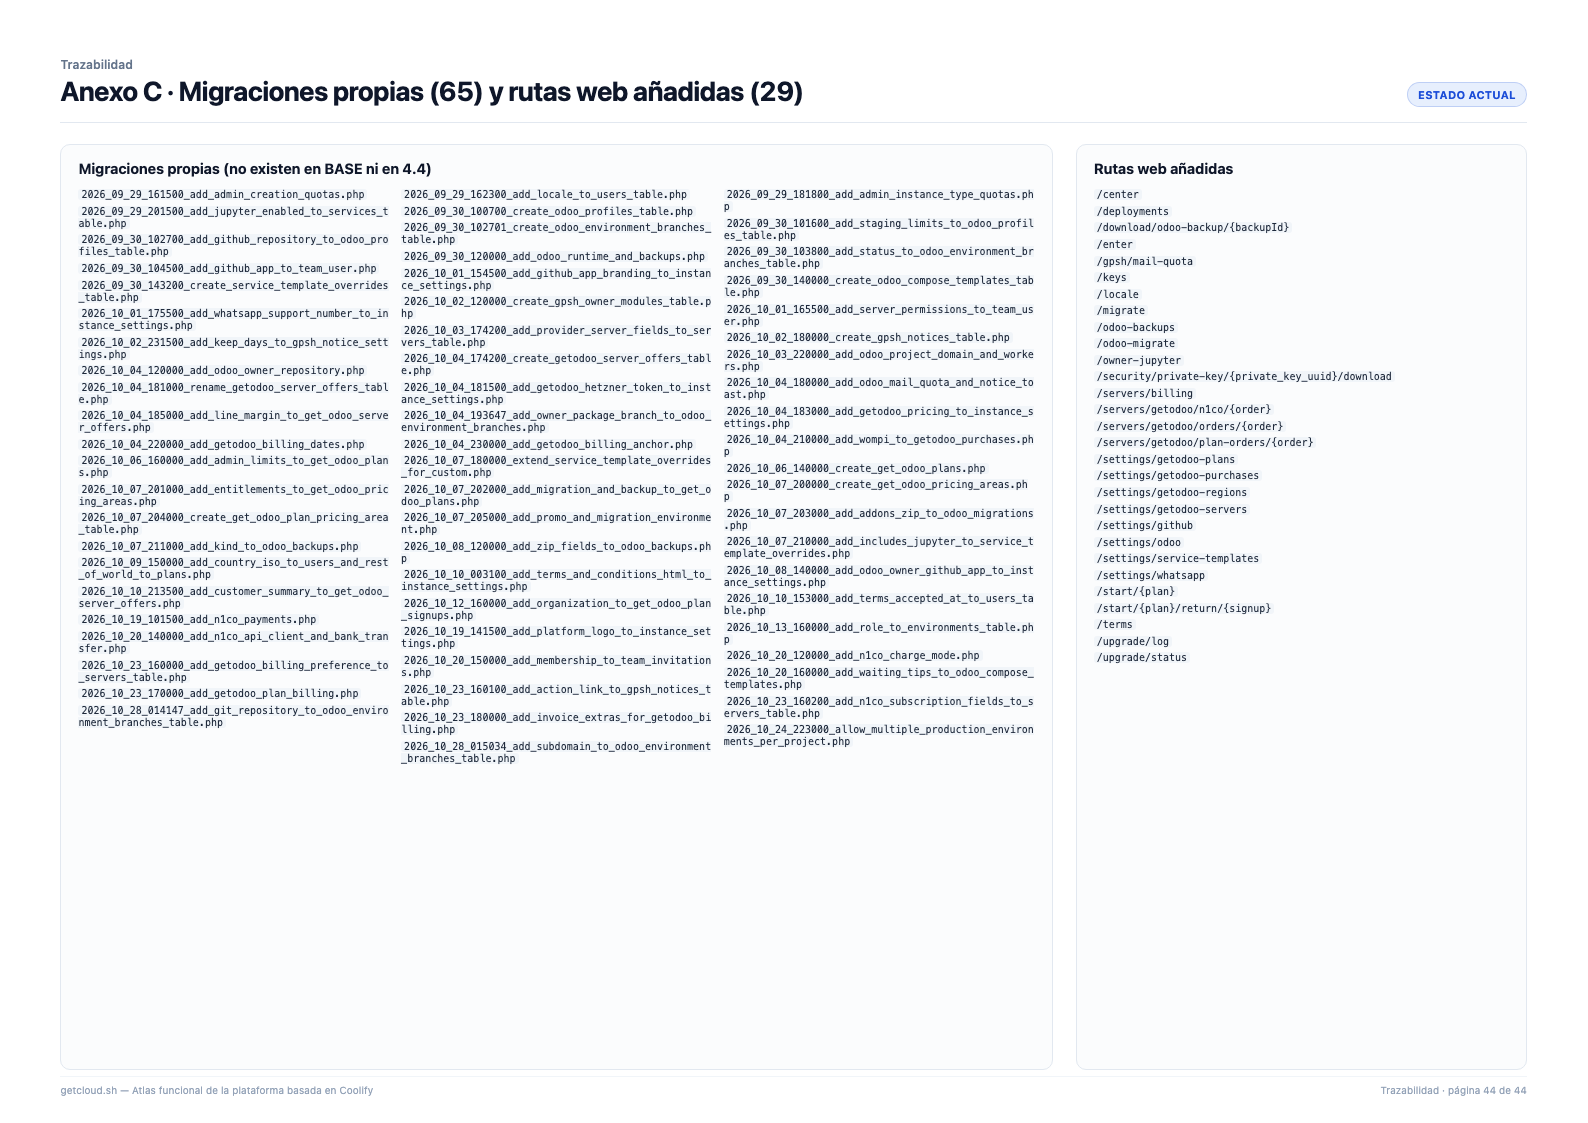 Trazabilidad
Anexo C · Migraciones propias (65) y rutas web añadidas (29)
ESTADO ACTUAL
Migraciones propias (no existen en BASE ni en 4.4)
2026_09_29_161500_add_admin_creation_quotas.php
2026_09_29_201500_add_jupyter_enabled_to_services_t
able.php
2026_09_30_102700_add_github_repository_to_odoo_pro
files_table.php
2026_09_30_104500_add_github_app_to_team_user.php
2026_09_30_143200_create_service_template_overrides
_table.php
2026_10_01_175500_add_whatsapp_support_number_to_in
stance_settings.php
2026_10_02_231500_add_keep_days_to_gpsh_notice_sett
ings.php
2026_10_04_120000_add_odoo_owner_repository.php
2026_10_04_181000_rename_getodoo_server_offers_tabl
e.php
2026_10_04_185000_add_line_margin_to_get_odoo_serve
r_offers.php
2026_10_04_220000_add_getodoo_billing_dates.php
2026_10_06_160000_add_admin_limits_to_get_odoo_plan
s.php
2026_10_07_201000_add_entitlements_to_get_odoo_pric
ing_areas.php
2026_10_07_204000_create_get_odoo_plan_pricing_area
_table.php
2026_10_07_211000_add_kind_to_odoo_backups.php
2026_10_09_150000_add_country_iso_to_users_and_rest
_of_world_to_plans.php
2026_10_10_213500_add_customer_summary_to_get_odoo_
server_offers.php
2026_10_19_101500_add_n1co_payments.php
2026_10_20_140000_add_n1co_api_client_and_bank_tran
sfer.php
2026_10_23_160000_add_getodoo_billing_preference_to
_servers_table.php
2026_10_23_170000_add_getodoo_plan_billing.php
2026_10_28_014147_add_git_repository_to_odoo_enviro
nment_branches_table.php
2026_09_29_162300_add_locale_to_users_table.php
2026_09_30_100700_create_odoo_profiles_table.php
2026_09_30_102701_create_odoo_environment_branches_
table.php
2026_09_30_120000_add_odoo_runtime_and_backups.php
2026_10_01_154500_add_github_app_branding_to_instan
ce_settings.php
2026_10_02_120000_create_gpsh_owner_modules_table.p
hp
2026_10_03_174200_add_provider_server_fields_to_ser
vers_table.php
2026_10_04_174200_create_getodoo_server_offers_tabl
e.php
2026_10_04_181500_add_getodoo_hetzner_token_to_inst
ance_settings.php
2026_10_04_193647_add_owner_package_branch_to_odoo_
environment_branches.php
2026_10_04_230000_add_getodoo_billing_anchor.php
2026_10_07_180000_extend_service_template_overrides
_for_custom.php
2026_10_07_202000_add_migration_and_backup_to_get_o
doo_plans.php
2026_10_07_205000_add_promo_and_migration_environme
nt.php
2026_10_08_120000_add_zip_fields_to_odoo_backups.ph
p
2026_10_10_003100_add_terms_and_conditions_html_to_
instance_settings.php
2026_10_12_160000_add_organization_to_get_odoo_plan
_signups.php
2026_10_19_141500_add_platform_logo_to_instance_set
tings.php
2026_10_20_150000_add_membership_to_team_invitation
s.php
2026_10_23_160100_add_action_link_to_gpsh_notices_t
able.php
2026_10_23_180000_add_invoice_extras_for_getodoo_bi
lling.php
2026_10_28_015034_add_subdomain_to_odoo_environment
_branches_table.php
2026_09_29_181800_add_admin_instance_type_quotas.ph
p
2026_09_30_101600_add_staging_limits_to_odoo_profil
es_table.php
2026_09_30_103800_add_status_to_odoo_environment_br
anches_table.php
2026_09_30_140000_create_odoo_compose_templates_tab
le.php
2026_10_01_165500_add_server_permissions_to_team_us
er.php
2026_10_02_180000_create_gpsh_notices_table.php
2026_10_03_220000_add_odoo_project_domain_and_worke
rs.php
2026_10_04_180000_add_odoo_mail_quota_and_notice_to
ast.php
2026_10_04_183000_add_getodoo_pricing_to_instance_s
ettings.php
2026_10_04_210000_add_wompi_to_getodoo_purchases.ph
p
2026_10_06_140000_create_get_odoo_plans.php
2026_10_07_200000_create_get_odoo_pricing_areas.ph
p
2026_10_07_203000_add_addons_zip_to_odoo_migrations
.php
2026_10_07_210000_add_includes_jupyter_to_service_t
emplate_overrides.php
2026_10_08_140000_add_odoo_owner_github_app_to_inst
ance_settings.php
2026_10_10_153000_add_terms_accepted_at_to_users_ta
ble.php
2026_10_13_160000_add_role_to_environments_table.ph
p
2026_10_20_120000_add_n1co_charge_mode.php
2026_10_20_160000_add_waiting_tips_to_odoo_compose_
templates.php
2026_10_23_160200_add_n1co_subscription_fields_to_s
ervers_table.php
2026_10_24_223000_allow_multiple_production_environ
ments_per_project.php
Rutas web añadidas
/center
/deployments
/download/odoo-backup/{backupId}
/enter
/gpsh/mail-quota
/keys
/locale
/migrate
/odoo-backups
/odoo-migrate
/owner-jupyter
/security/private-key/{private_key_uuid}/download
/servers/billing
/servers/getodoo/n1co/{order}
/servers/getodoo/orders/{order}
/servers/getodoo/plan-orders/{order}
/settings/getodoo-plans
/settings/getodoo-purchases
/settings/getodoo-regions
/settings/getodoo-servers
/settings/github
/settings/odoo
/settings/service-templates
/settings/whatsapp
/start/{plan}
/start/{plan}/return/{signup}
/terms
/upgrade/log
/upgrade/status
getcloud.sh — Atlas funcional de la plataforma basada en Coolify
Trazabilidad · página 44 de 44